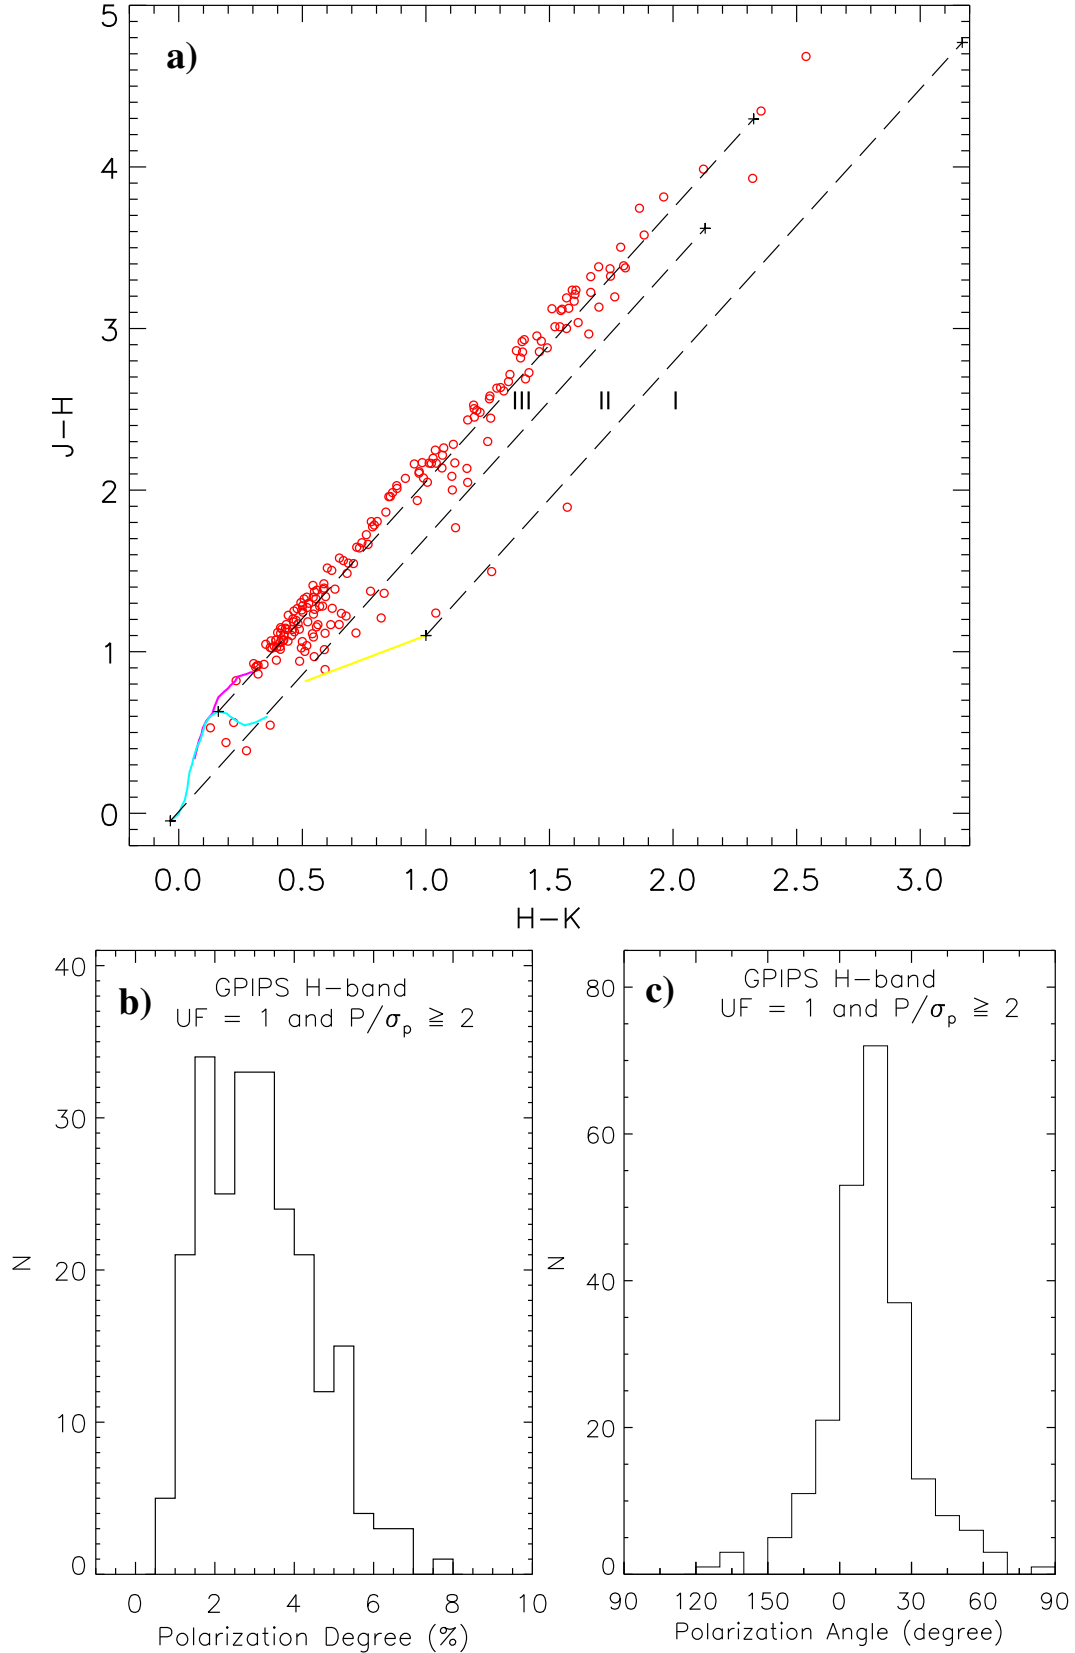 a)
5
4
3
2
1
0
J-H
III
II
I
0.0 0.5 1.0 1.5 2.0 2.5 3.0
H-K
b)
GPIPS H-band
UF = 1 and P/σp ≧ 2
40
30
20
10
0
N
0 2 4 6 8 10
Polarization Degree (%)
c)
GPIPS H-band
UF = 1 and P/σp ≧ 2
80
60
40
20
0
N
90 120 150 0 30 60 90
Polarization Angle (degree)